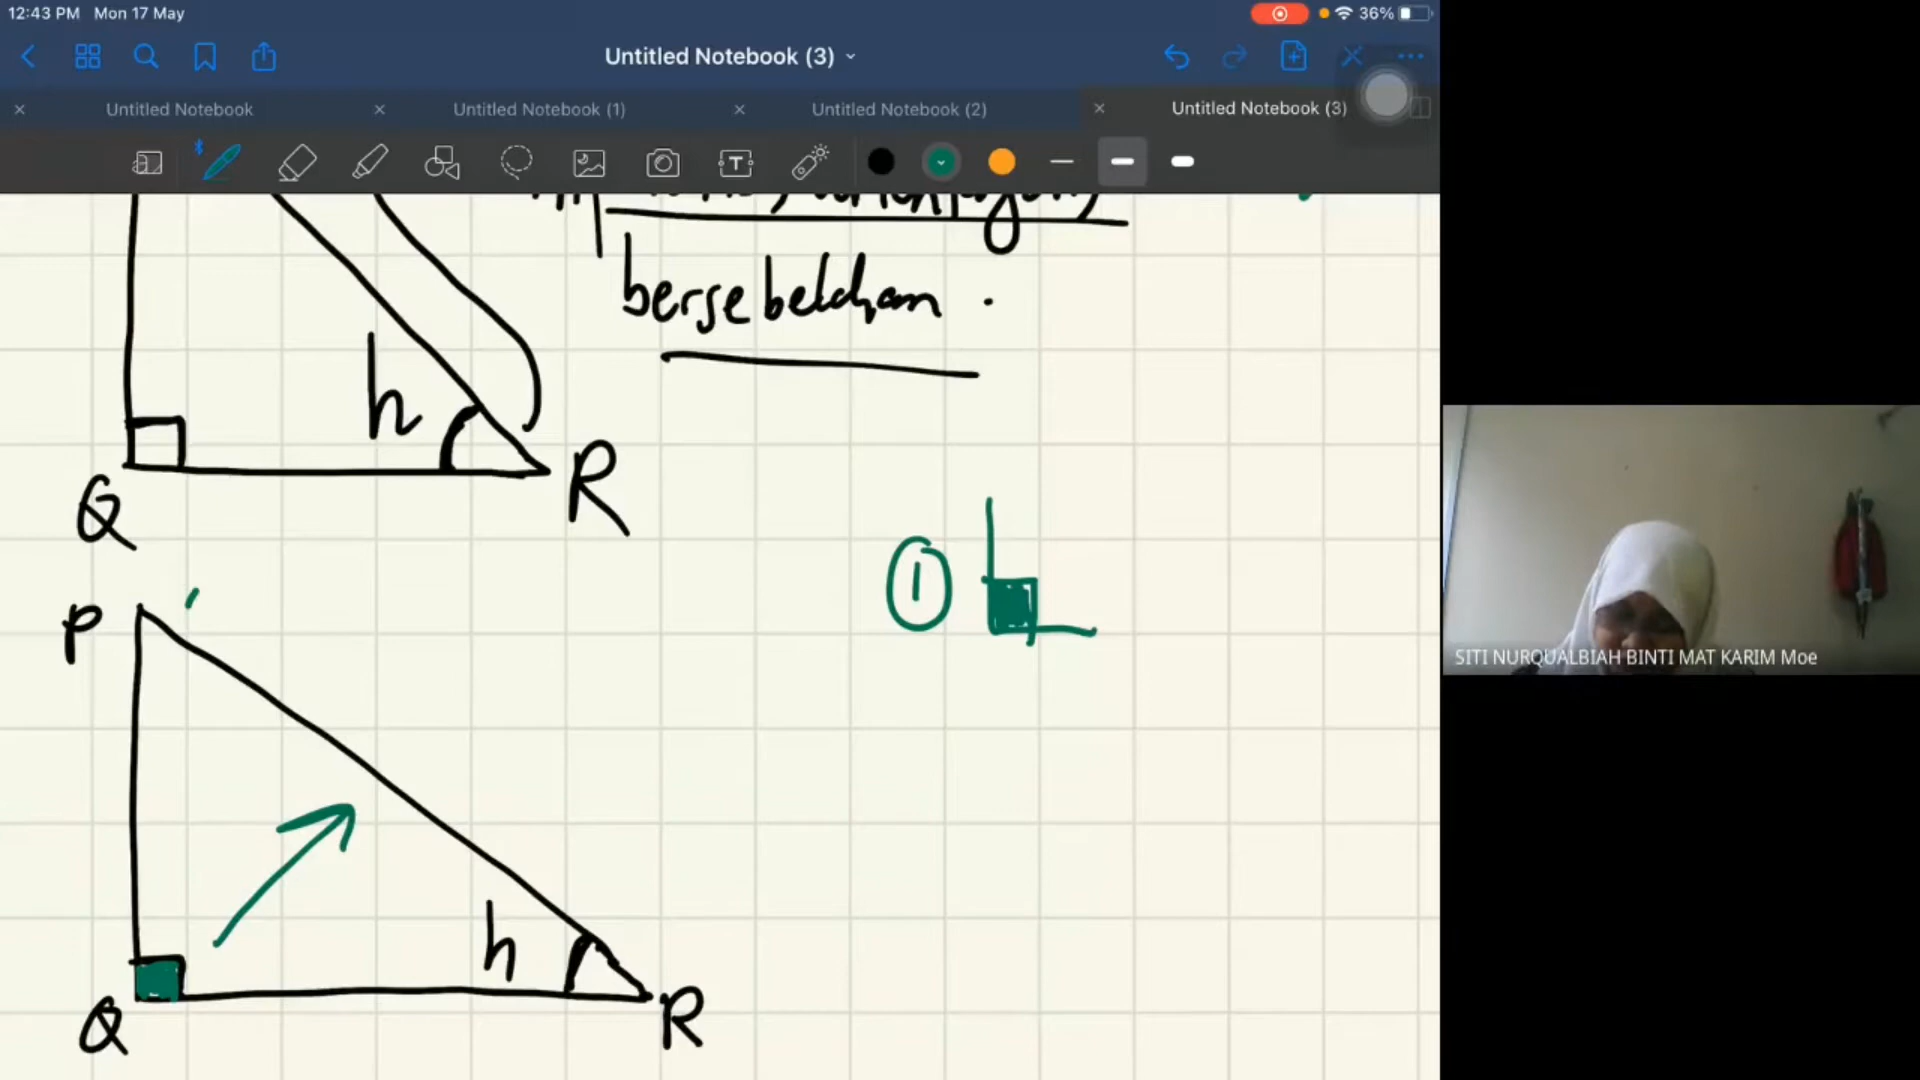 12:43 PM Mon 17 May
36%
Untitled Notebook (3)
Untitled Notebook
Untitled Notebook (1)
Untitled Notebook (2)
Untitled Notebook (3)
T
bersebelahan.
h
Q
R
1
P
h
Q
R
SITI NURQUALBIAH BINTI MAT KARIM Moe